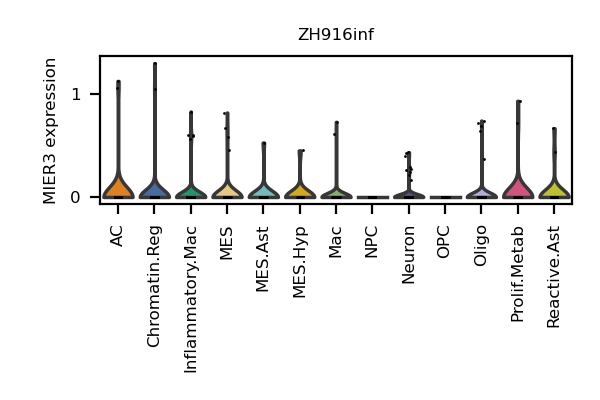 ZH916inf
MIER3 expression
1
0
AC
Chromatin.Reg
Inflammatory.Mac
MES
MES.Ast
MES.Hyp
Mac
NPC
Neuron
OPC
Oligo
Prolif.Metab
Reactive.Ast